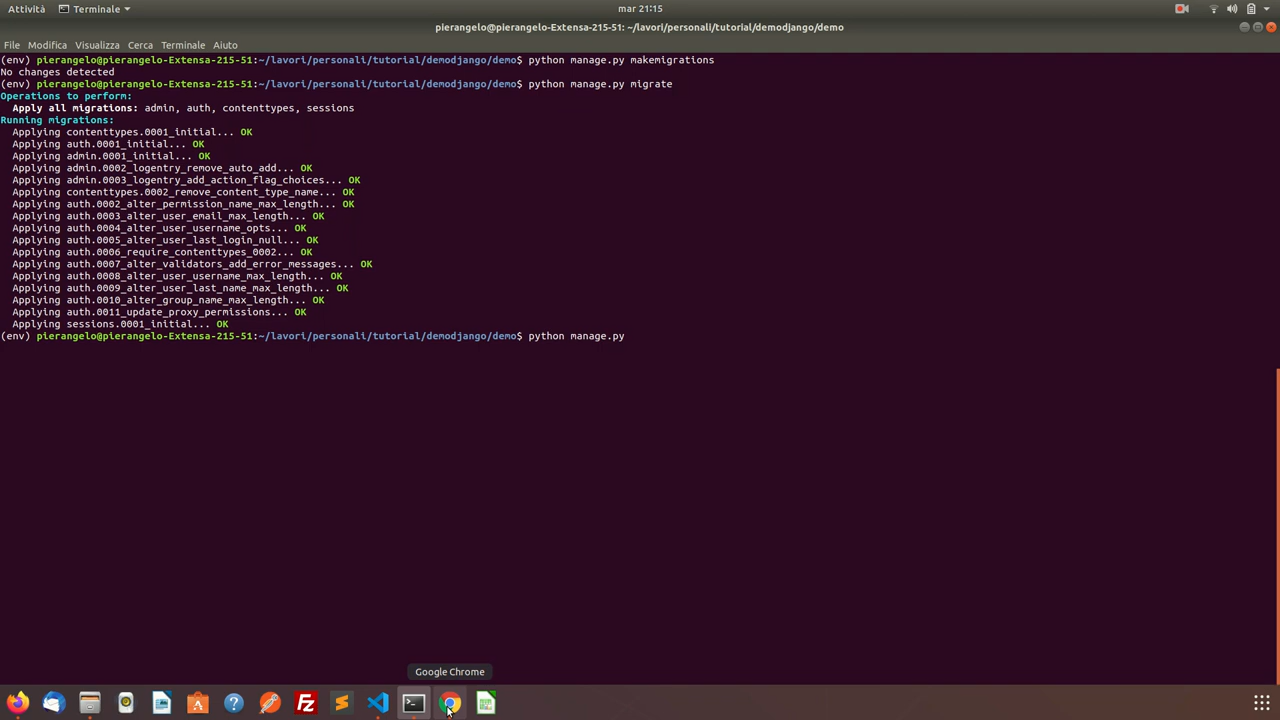 Attività Terminale mar 21:15
pierangelo@pierangelo-Extensa-215-51: ~/lavori/personali/tutorial/demodjango/demo
File Modifica Visualizza Cerca Terminale Aiuto
(env) pierangelo@pierangelo-Extensa-215-51:~/lavori/personali/tutorial/demodjango/demo$ python manage.py makemigrations
No changes detected
(env) pierangelo@pierangelo-Extensa-215-51:~/lavori/personali/tutorial/demodjango/demo$ python manage.py migrate
Operations to perform:
  Apply all migrations: admin, auth, contenttypes, sessions
Running migrations:
  Applying contenttypes.0001_initial... OK
  Applying auth.0001_initial... OK
  Applying admin.0001_initial... OK
  Applying admin.0002_logentry_remove_auto_add... OK
  Applying admin.0003_logentry_add_action_flag_choices... OK
  Applying contenttypes.0002_remove_content_type_name... OK
  Applying auth.0002_alter_permission_name_max_length... OK
  Applying auth.0003_alter_user_email_max_length... OK
  Applying auth.0004_alter_user_username_opts... OK
  Applying auth.0005_alter_user_last_login_null... OK
  Applying auth.0006_require_contenttypes_0002... OK
  Applying auth.0007_alter_validators_add_error_messages... OK
  Applying auth.0008_alter_user_username_max_length... OK
  Applying auth.0009_alter_user_last_name_max_length... OK
  Applying auth.0010_alter_group_name_max_length... OK
  Applying auth.0011_update_proxy_permissions... OK
  Applying sessions.0001_initial... OK
(env) pierangelo@pierangelo-Extensa-215-51:~/lavori/personali/tutorial/demodjango/demo$ python manage.py
Google Chrome